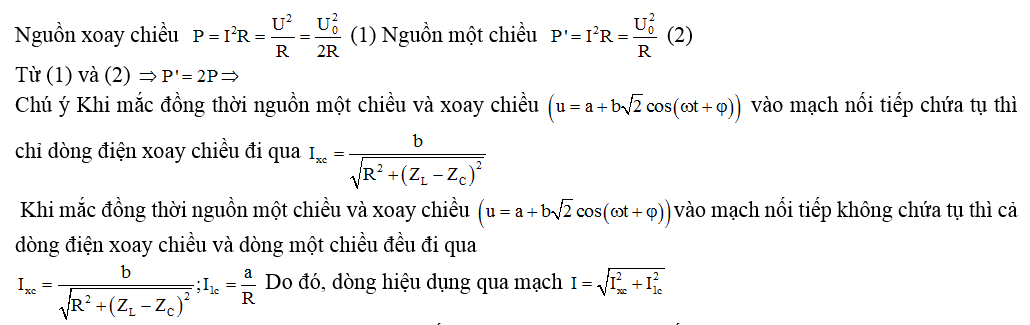 Nguồn xoay chiều P = I²R = U²/R = U₀²/2R (1) Nguồn một chiều P' = I²R = U₀²/R (2)
Từ (1) và (2) ⇒ P' = 2P ⇒
Chú ý Khi mắc đồng thời nguồn một chiều và xoay chiều (u = a + b√2 cos(ωt + φ)) vào mạch nối tiếp chứa tụ thì
chỉ dòng điện xoay chiều đi qua Iₓc = b/√(R² + (Z_L − Z_C)²)
Khi mắc đồng thời nguồn một chiều và xoay chiều (u = a + b√2 cos(ωt + φ)) vào mạch nối tiếp không chứa tụ thì cả
dòng điện xoay chiều và dòng một chiều đều đi qua
I_xc = b/√(R² + (Z_L − Z_C)²); I_1c = a/R Do đó, dòng hiệu dụng qua mạch I = √(I²_xc + I²_1c)